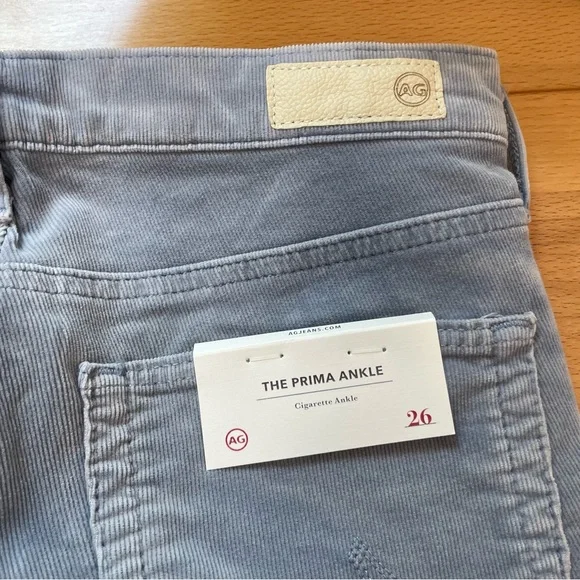 AG
AGJEANS.COM
THE PRIMA ANKLE
Cigarette Ankle
AG
26